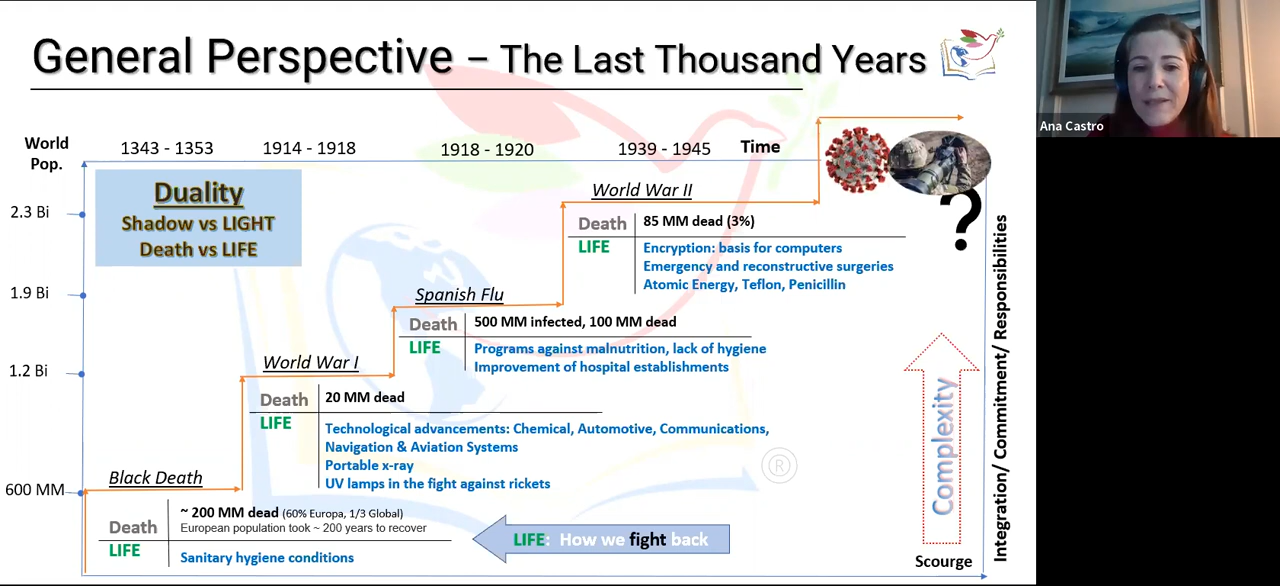 General Perspective – The Last Thousand Years
Ana Castro
World
Pop.
1343 - 1353
1914 - 1918
1918 - 1920
1939 - 1945
Time
Duality
Shadow vs LIGHT
Death vs LIFE
2.3 Bi
World War II
Death
85 MM dead (3%)
LIFE
Encryption: basis for computers
Emergency and reconstructive surgeries
Atomic Energy, Teflon, Penicillin
?
1.9 Bi
Spanish Flu
Death
500 MM infected, 100 MM dead
LIFE
Programs against malnutrition, lack of hygiene
Improvement of hospital establishments
1.2 Bi
World War I
Death
20 MM dead
LIFE
Technological advancements: Chemical, Automotive, Communications,
Navigation & Aviation Systems
Portable x-ray
UV lamps in the fight against rickets
®
600 MM
Black Death
Death
~ 200 MM dead (60% Europa, 1/3 Global)
European population took ~ 200 years to recover
LIFE
Sanitary hygiene conditions
LIFE: How we fight back
Complexity
Scourge
Integration/ Commitment/ Responsibilities